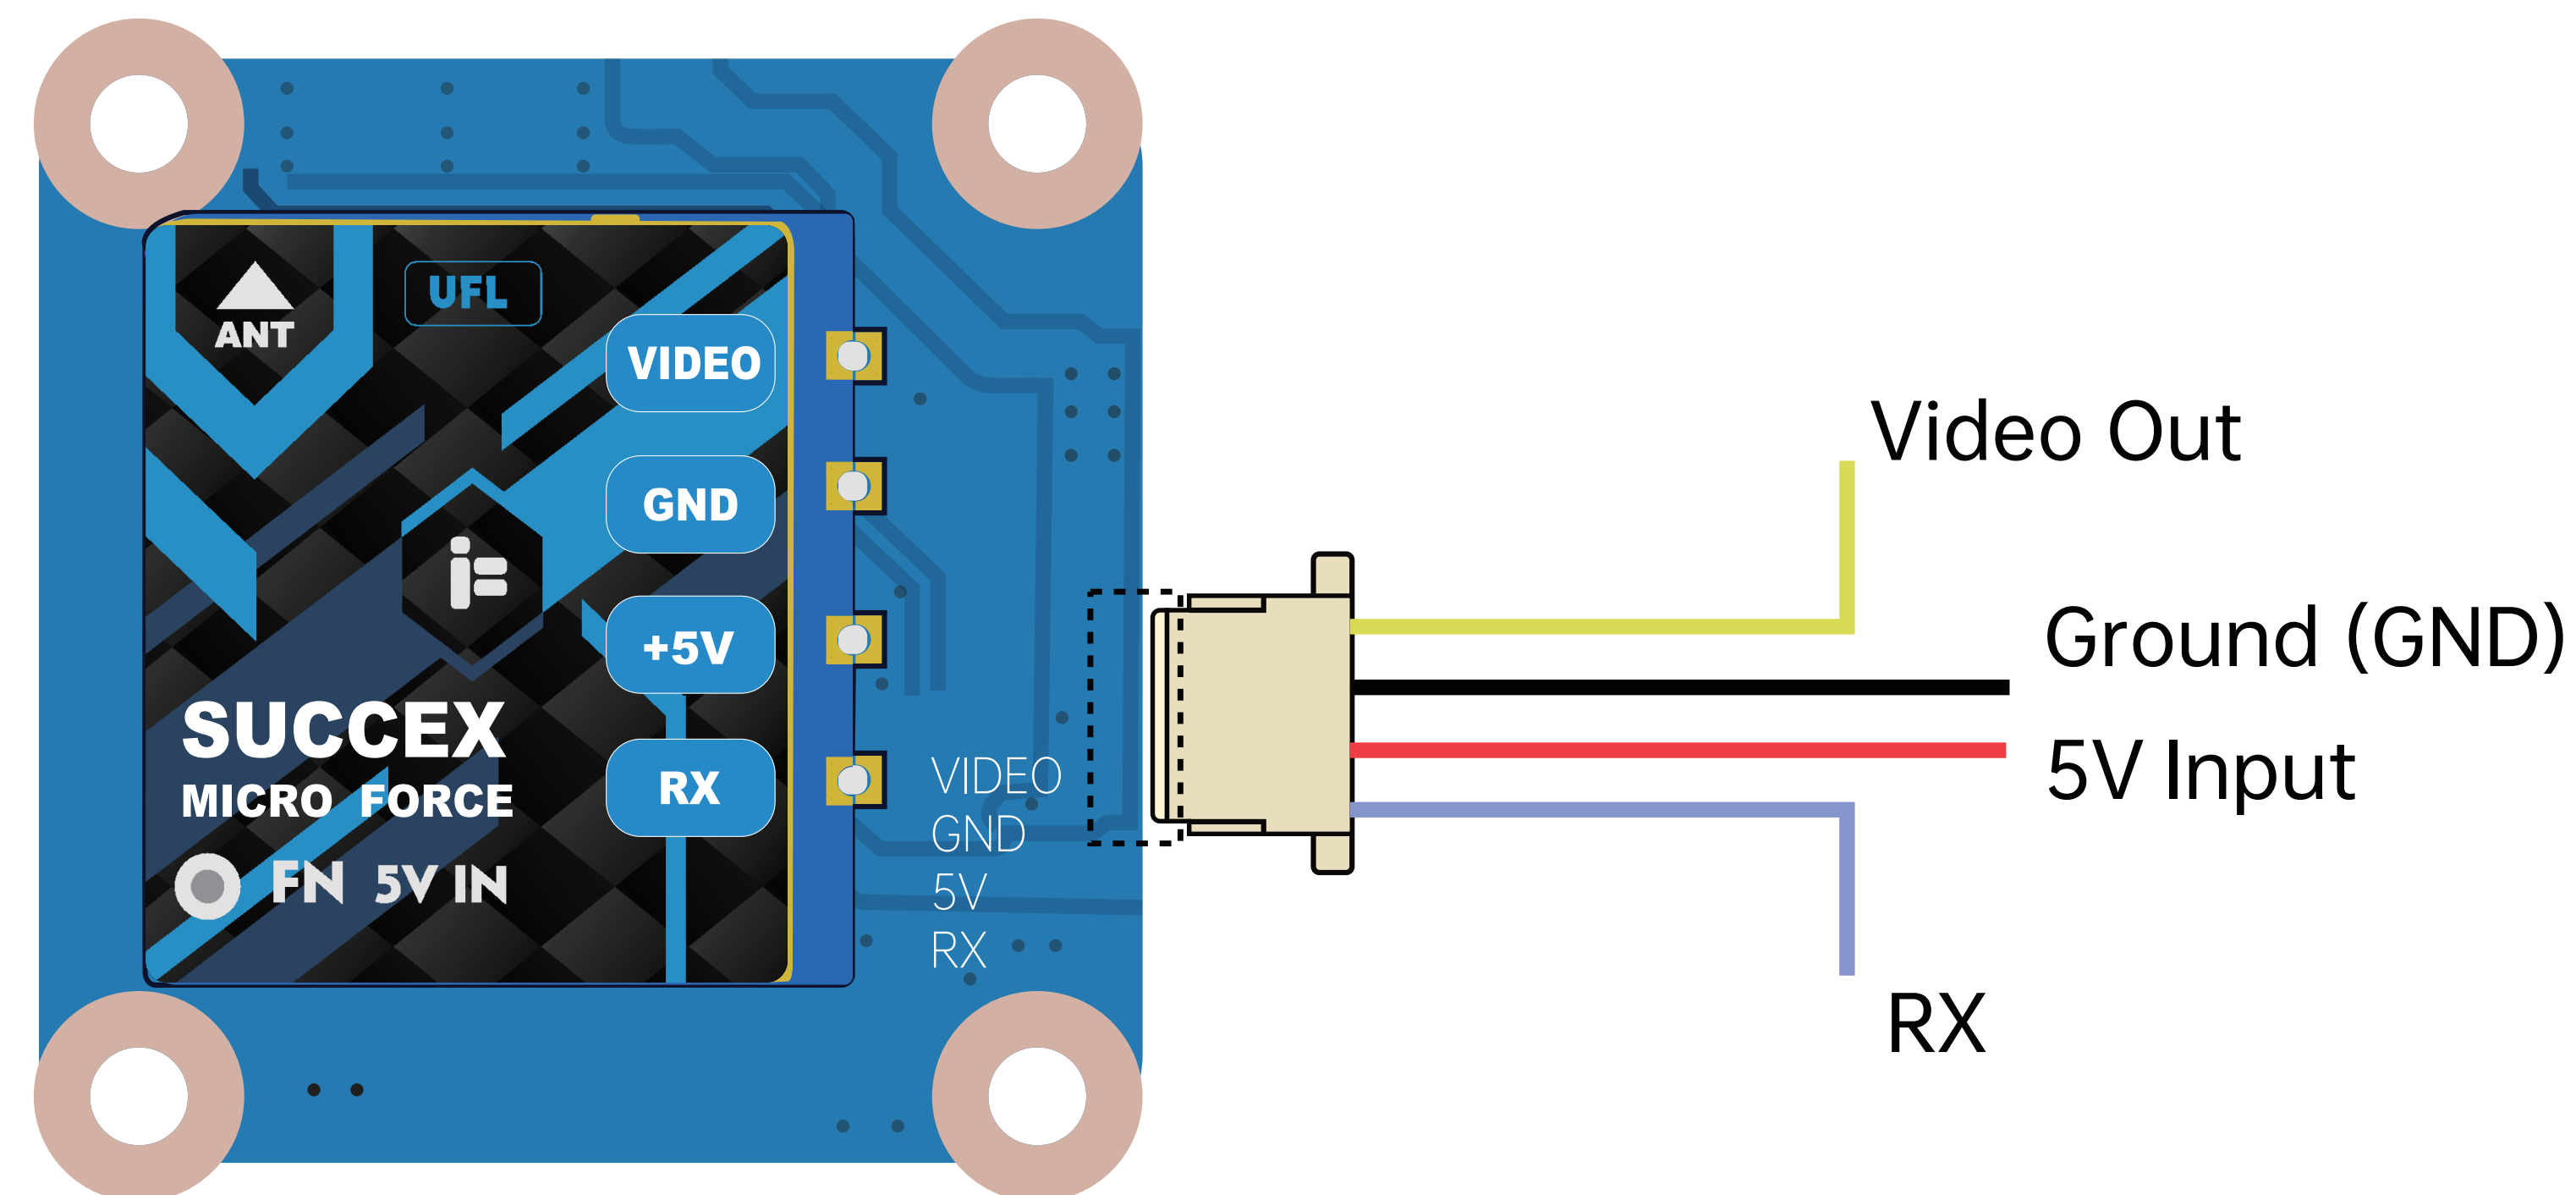 ANT
UFL
VIDEO
GND
+5V
RX
iF
SUCCEX
MICRO FORCE
FN 5V IN
VIDEO
GND
5V
RX
Video Out
Ground (GND)
5V Input
RX